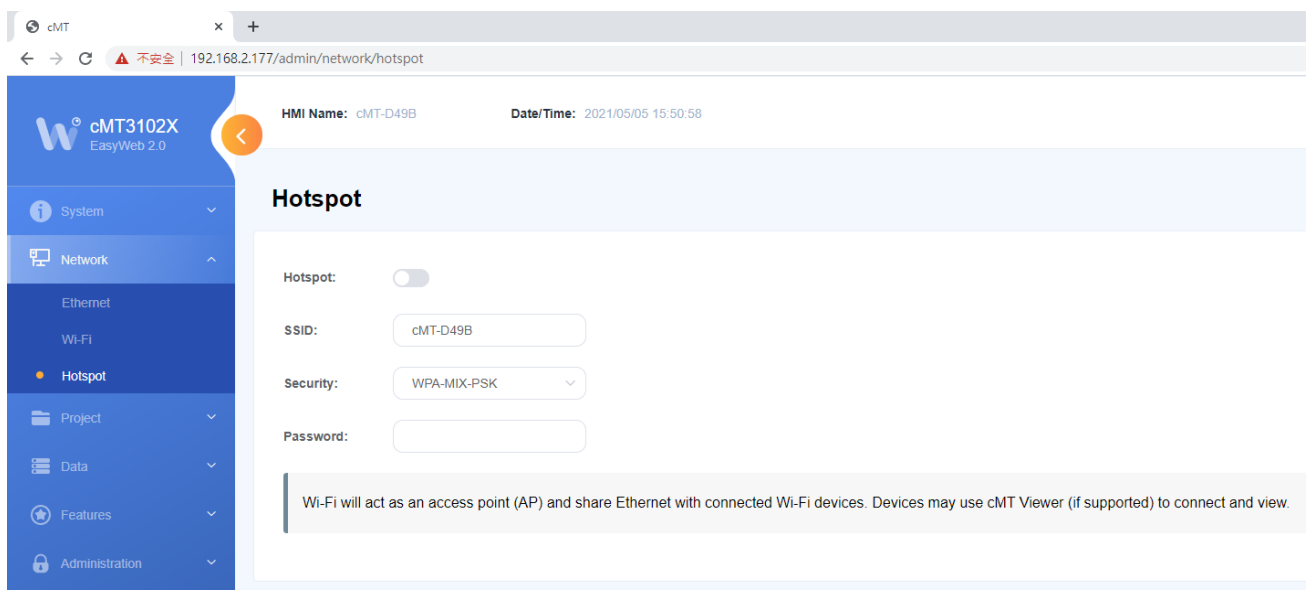 cMT
不安全 | 192.168.2.177/admin/network/hotspot
cMT3102X
EasyWeb 2.0
HMI Name: cMT-D49B Date/Time: 2021/05/05 15:50:58
System
Network
Ethernet
Wi-Fi
Hotspot
Project
Data
Features
Administration
Hotspot
Hotspot:
SSID: cMT-D49B
Security: WPA-MIX-PSK
Password:
Wi-Fi will act as an access point (AP) and share Ethernet with connected Wi-Fi devices. Devices may use cMT Viewer (if supported) to connect and view.